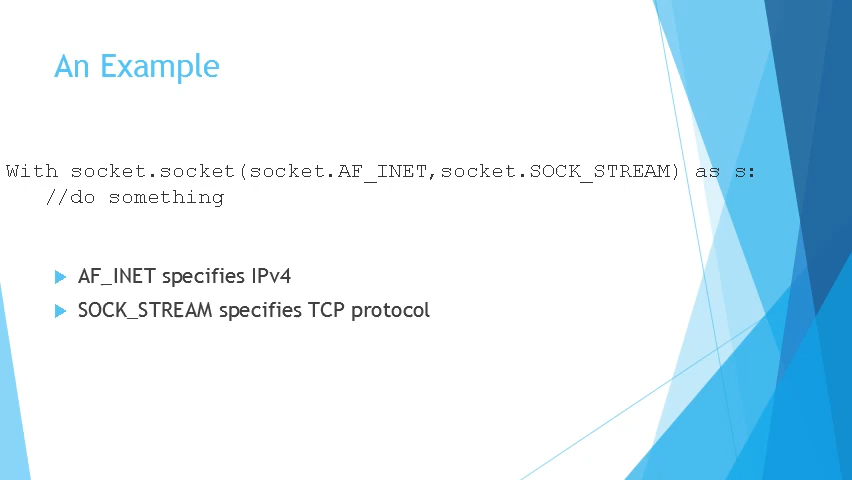 An Example
With socket.socket(socket.AF_INET,socket.SOCK_STREAM) as s:
//do something
AF_INET specifies IPv4
SOCK_STREAM specifies TCP protocol